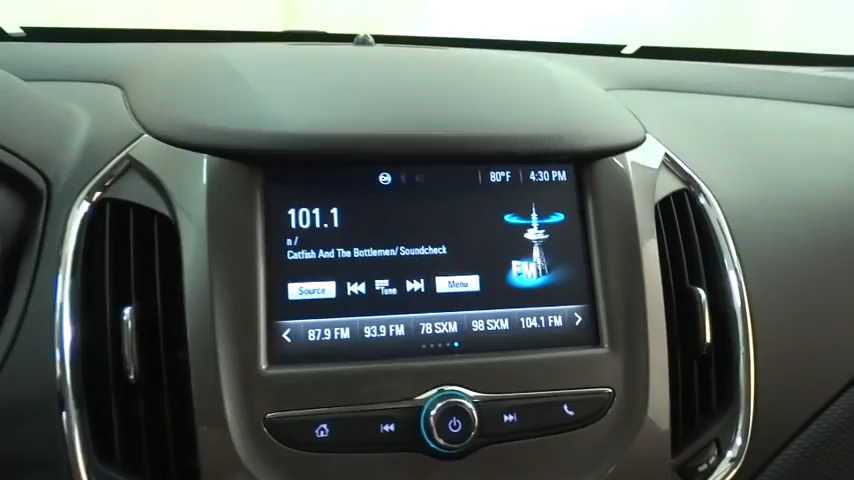 80°F 4:30 PM
101.1
n /
Catfish And The Bottlemen/ Soundcheck
FM
Source Tune Menu
87.9 FM 93.9 FM 78 SXM 98 SXM 104.1 FM